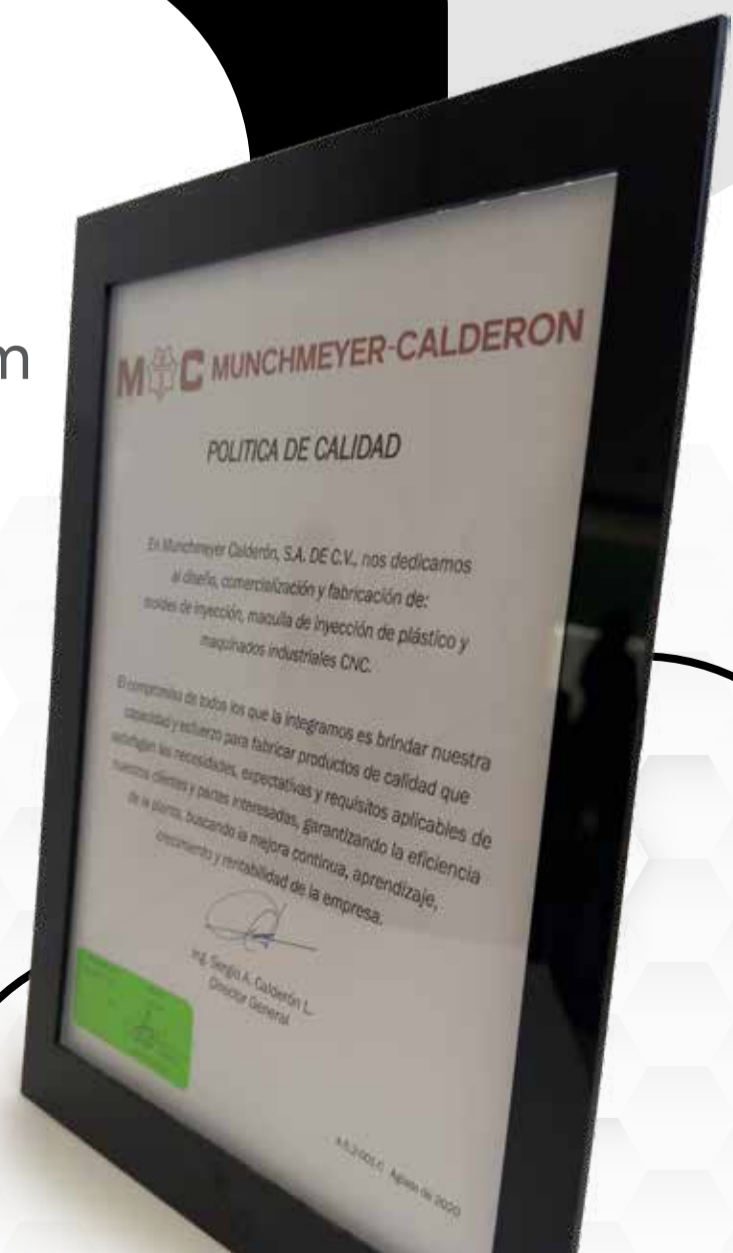 m
M C MUNCHMEYER-CALDERON
POLITICA DE CALIDAD
En Munchmeyer Calderón, S.A. DE C.V., nos dedicamos
al diseño, comercialización y fabricación de:
moldes de inyección, maquila de inyección de plástico y
maquinados industriales CNC.
El compromiso de todos los que la integramos es brindar nuestra
capacidad y esfuerzo para fabricar productos de calidad que
satisfagan las necesidades, expectativas y requisitos aplicables de
nuestros clientes y partes interesadas, garantizando la eficiencia
de la planta, buscando la mejora continua, aprendizaje,
crecimiento y rentabilidad de la empresa.
Ing. Sergio A. Calderón L.
Director General
Agosto de 2020